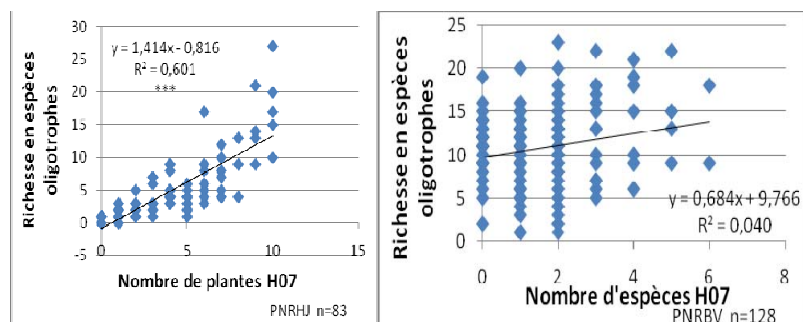 30
25
20
15
10
5
0
-5
Richesse en espèces
oligotrophes
y = 1,414x - 0,816
R² = 0,601
***
0
5
10
15
Nombre de plantes H07
PNRHJ n=83
25
20
15
10
5
0
Richesse en espèces
oligotrophes
y = 0,684x + 9,766
R² = 0,040
0
2
4
6
8
Nombre d'espèces H07
PNRBV n=128